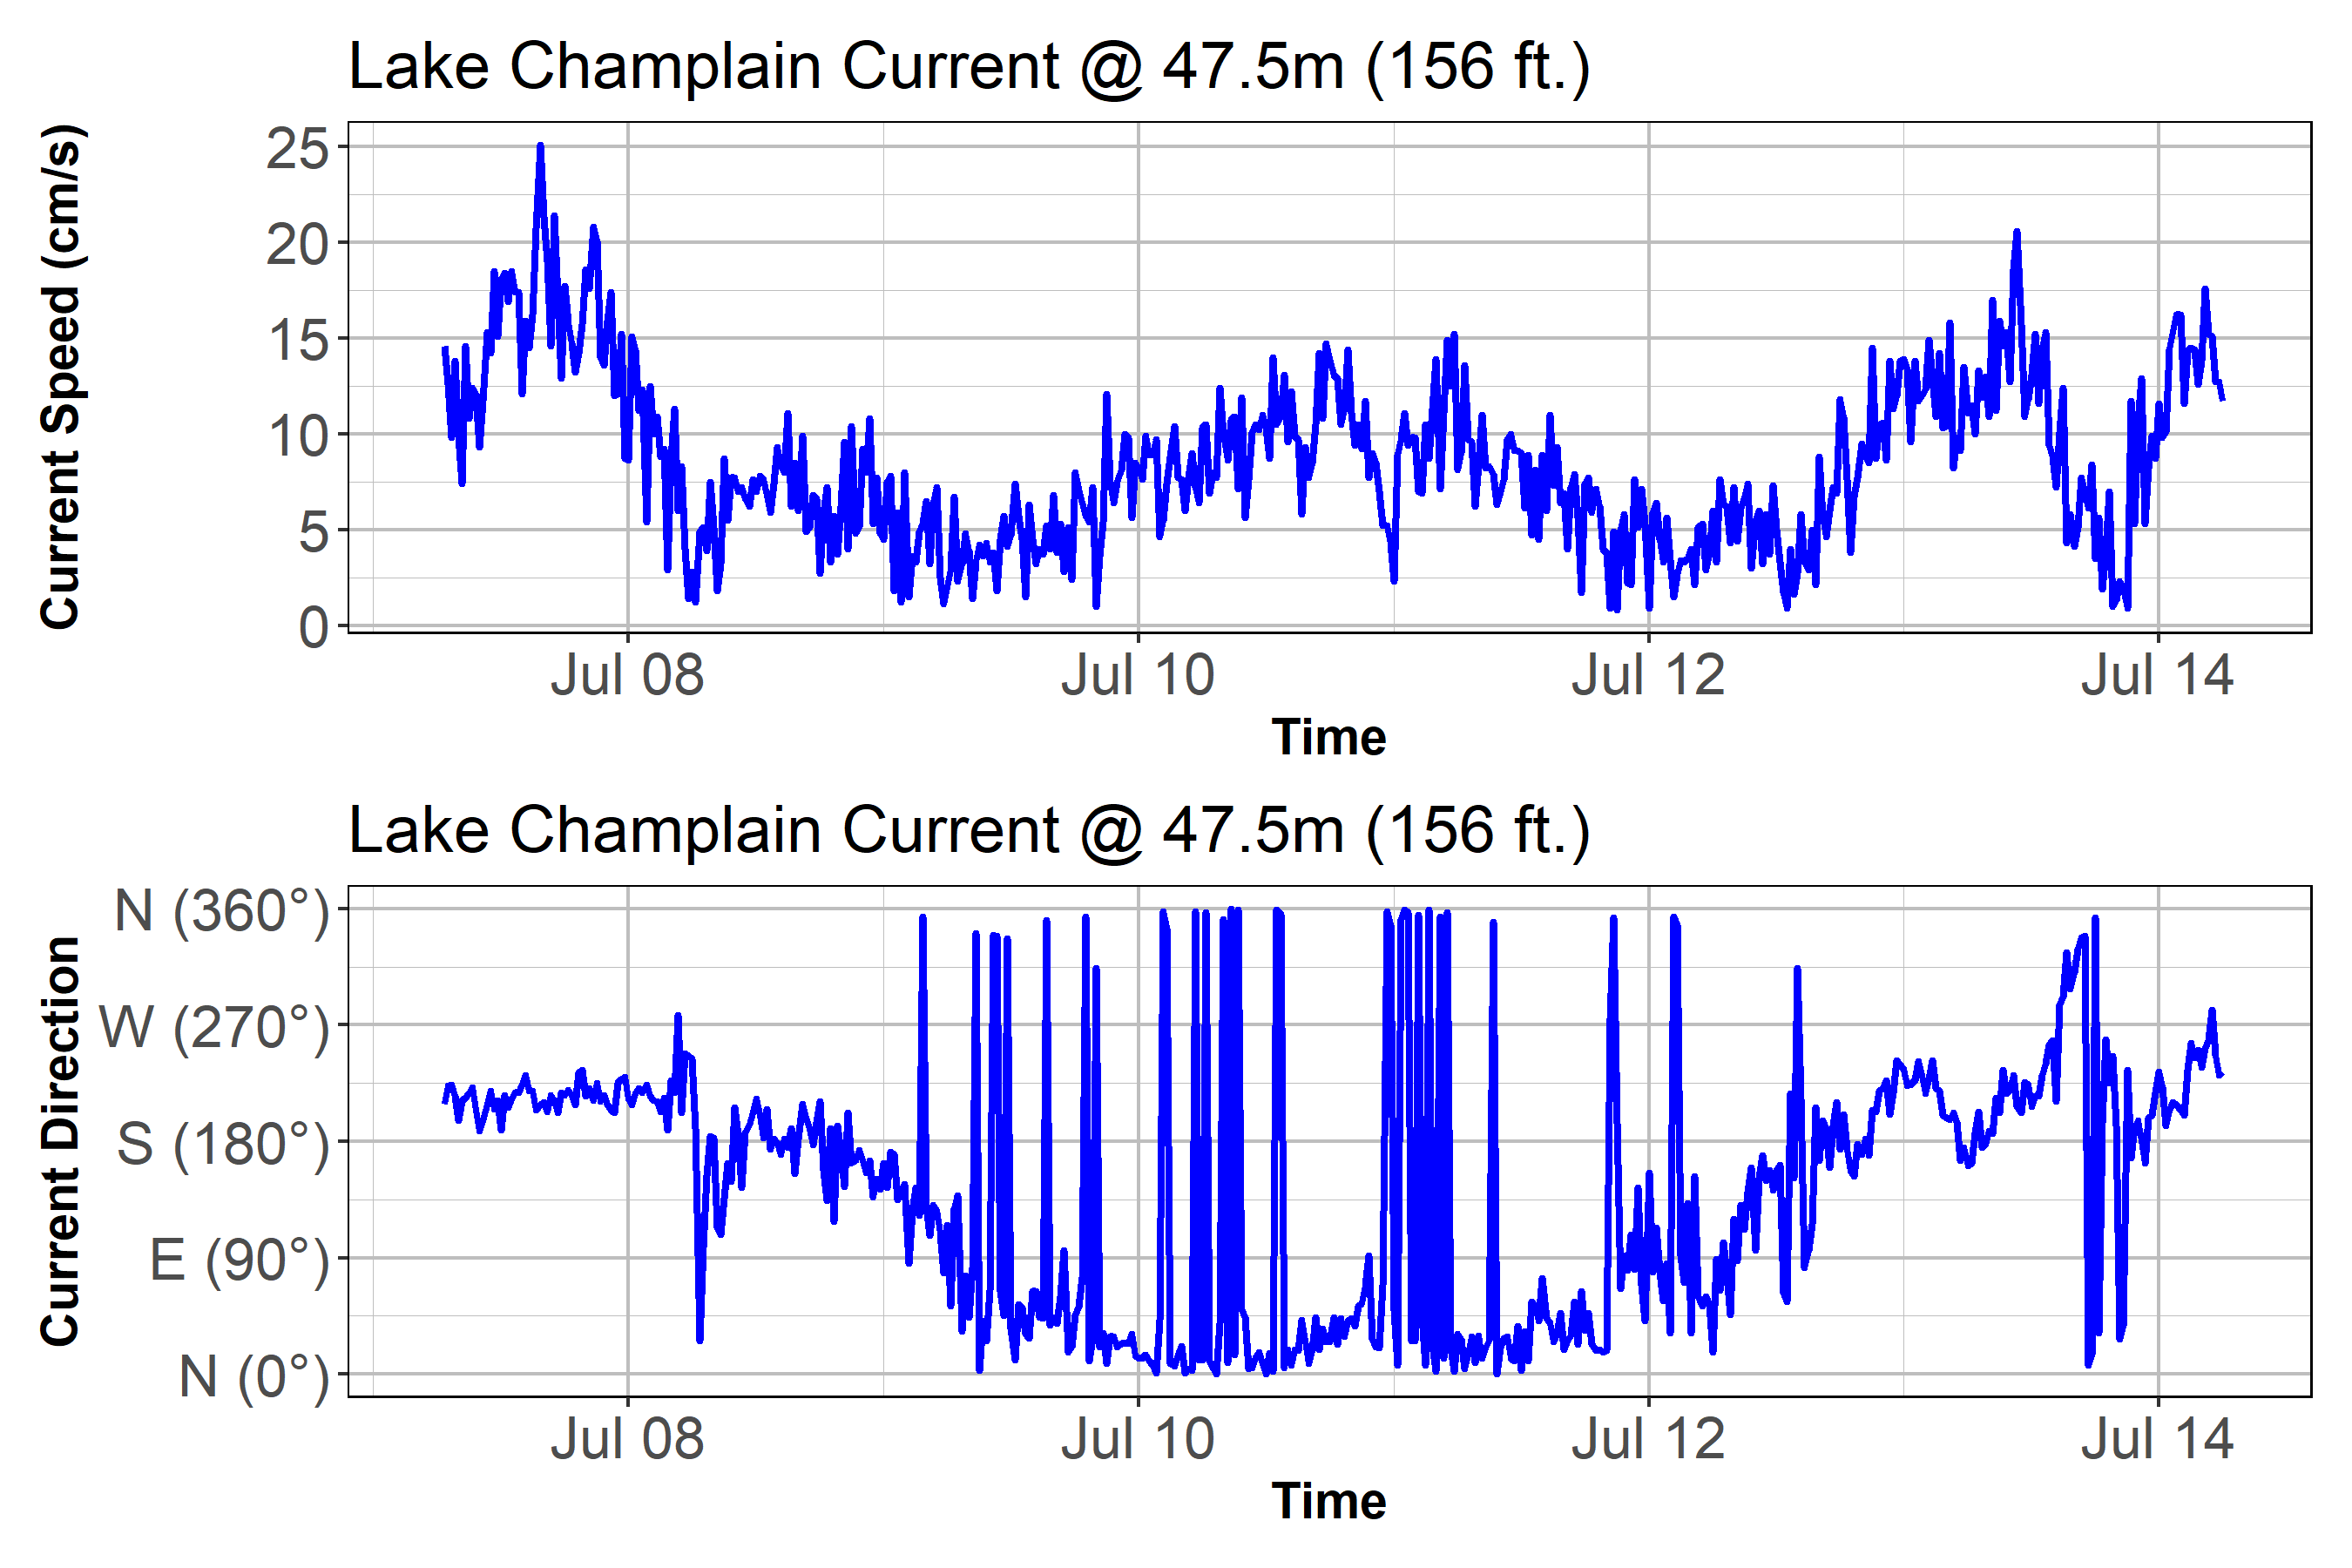 Lake Champlain Current @ 47.5m (156 ft.)
Current Speed (cm/s)
25
20
15
10
5
0
Jul 08 Jul 10 Jul 12 Jul 14
Time
Lake Champlain Current @ 47.5m (156 ft.)
Current Direction
N (360°)
W (270°)
S (180°)
E (90°)
N (0°)
Jul 08 Jul 10 Jul 12 Jul 14
Time